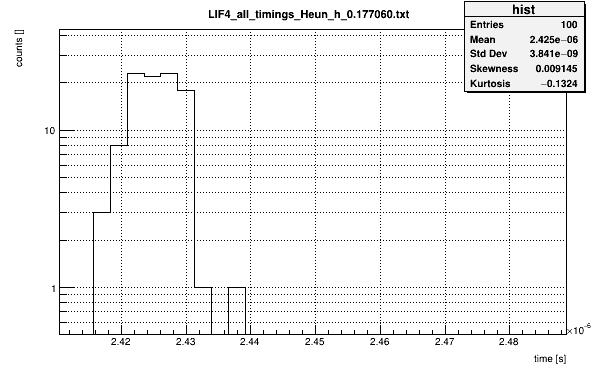 LIF4_all_timings_Heun_h_0.177060.txt
hist
Entries 100
Mean 2.425e−06
Std Dev 3.841e−09
Skewness 0.009145
Kurtosis −0.1324
counts []
10
1
2.42 2.43 2.44 2.45 2.46 2.47 2.48
×10−6
time [s]